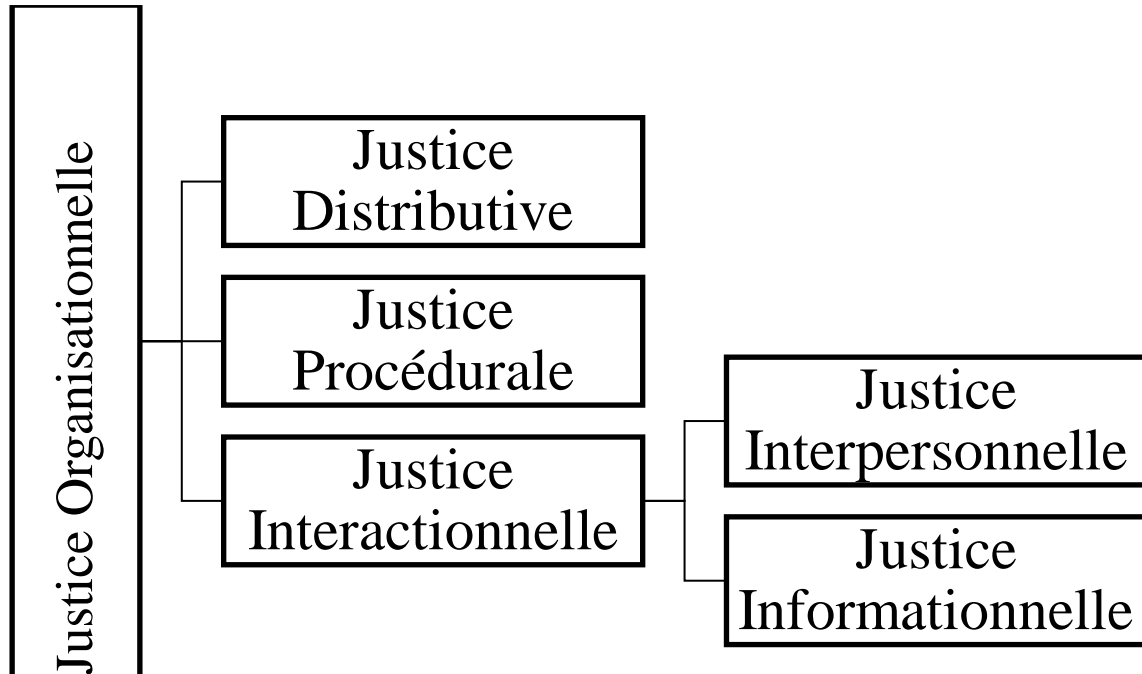 Justice Organisationnelle
Justice
Distributive
Justice
Procédurale
Justice
Interactionnelle
Justice
Interpersonnelle
Justice
Informationnelle